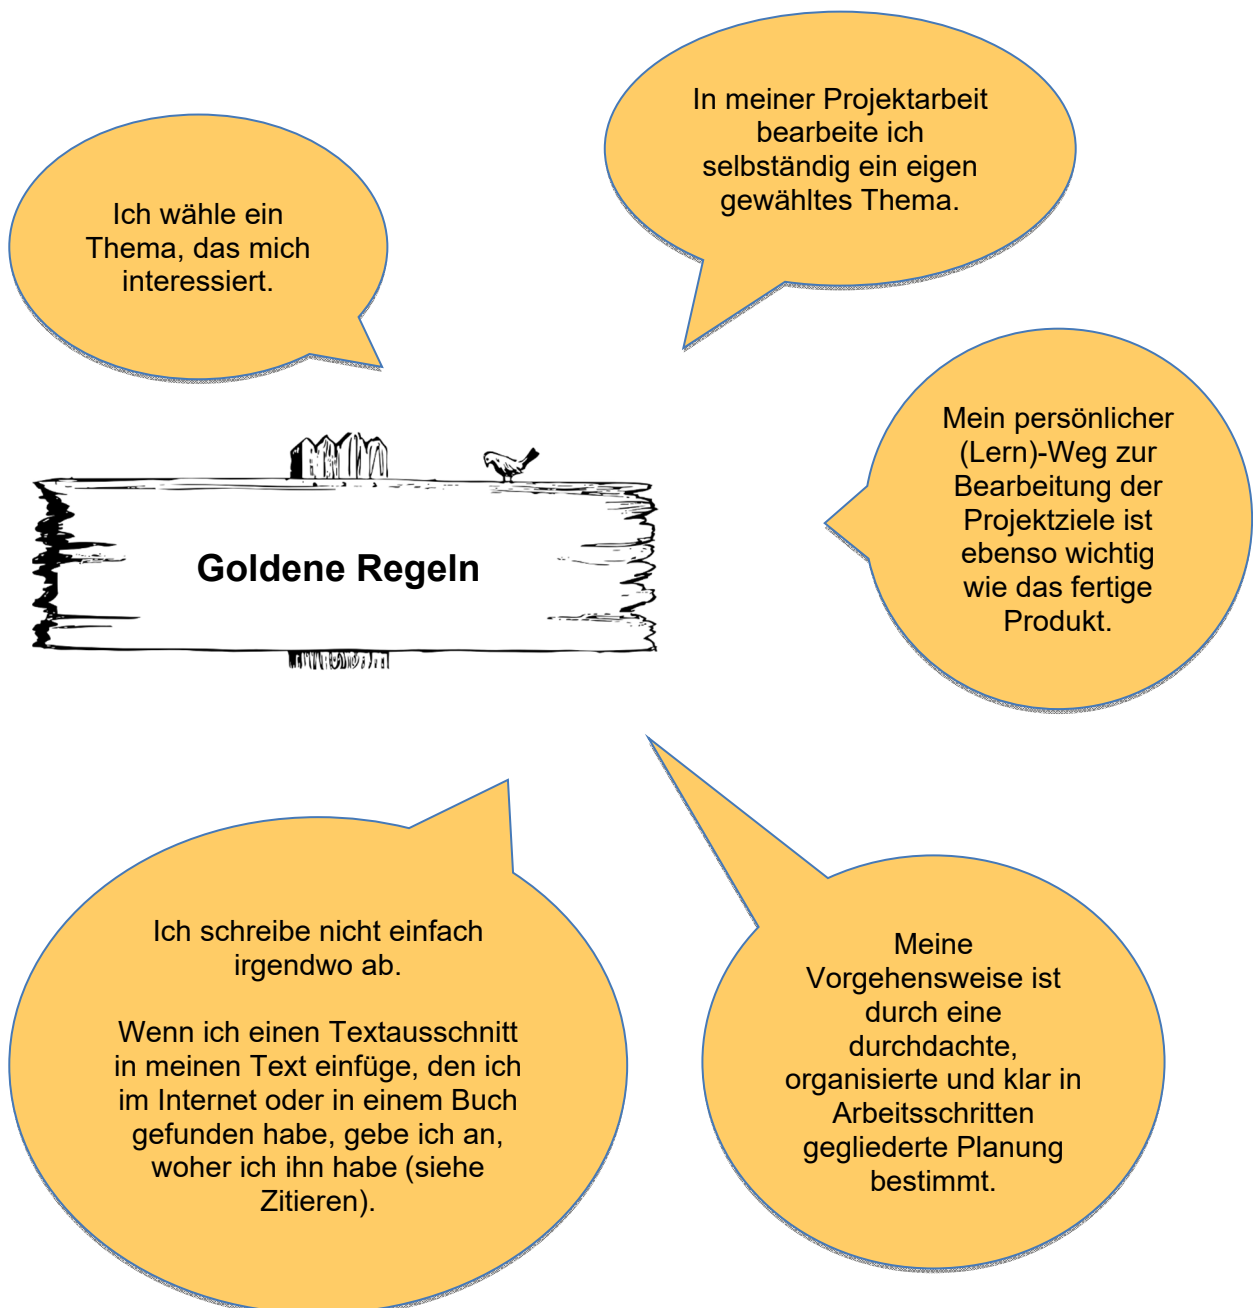 In meiner Projektarbeit
bearbeite ich
selbständig ein eigen
gewähltes Thema.
Ich wähle ein
Thema, das mich
interessiert.
Mein persönlicher
(Lern)-Weg zur
Bearbeitung der
Projektziele ist
ebenso wichtig
wie das fertige
Produkt.
Goldene Regeln
Ich schreibe nicht einfach
irgendwo ab.
Wenn ich einen Textausschnitt
in meinen Text einfüge, den ich
im Internet oder in einem Buch
gefunden habe, gebe ich an,
woher ich ihn habe (siehe
Zitieren).
Meine
Vorgehensweise ist
durch eine
durchdachte,
organisierte und klar in
Arbeitsschritten
gegliederte Planung
bestimmt.